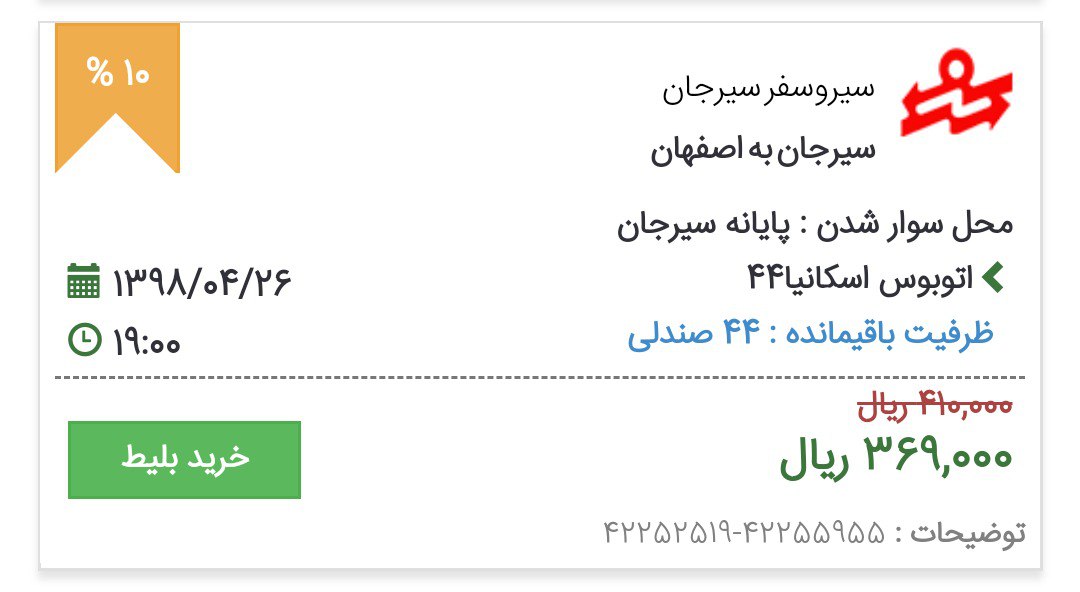 ۱۰ %
سیروسفر سیرجان
سیرجان به اصفهان
محل سوار شدن : پایانه سیرجان
اتوبوس اسکانیا۴۴
۱۳۹۸/۰۴/۲۶
ظرفیت باقیمانده : ۴۴ صندلی
۱۹:۰۰
۴۱۰,۰۰۰ ریال
۳۶۹,۰۰۰ ریال
خرید بلیط
توضیحات : ۴۲۲۵۲۵۱۹-۴۲۲۵۵۹۵۵